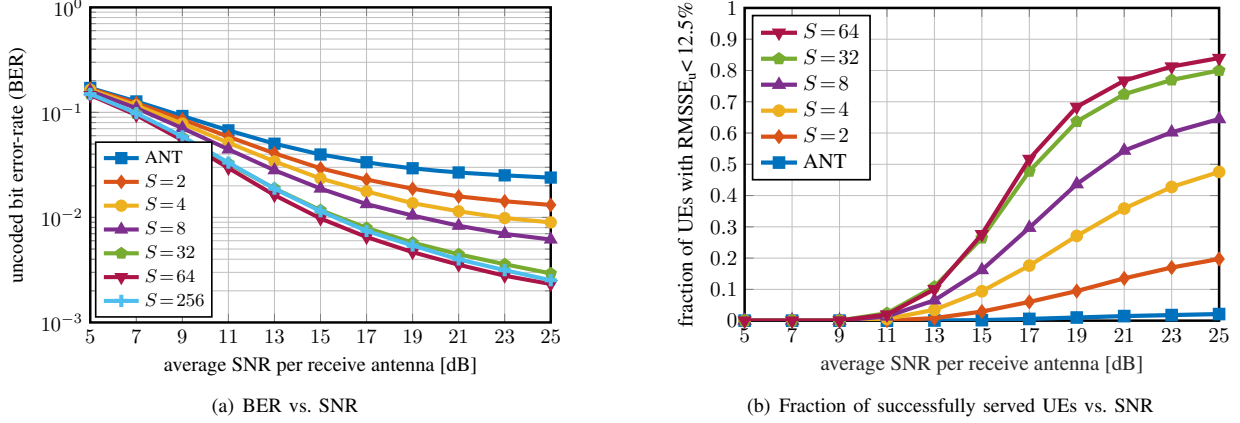 10^0
10^{-1}
10^{-2}
10^{-3}
uncoded bit error-rate (BER)
ANT
S = 2
S = 4
S = 8
S = 32
S = 64
S = 256
5 7 9 11 13 15 17 19 21 23 25
average SNR per receive antenna [dB]
(a) BER vs. SNR
1
0.9
0.8
0.7
0.6
0.5
0.4
0.3
0.2
0.1
0
fraction of UEs with RMSSE_u < 12.5%
S = 64
S = 32
S = 8
S = 4
S = 2
ANT
5 7 9 11 13 15 17 19 21 23 25
average SNR per receive antenna [dB]
(b) Fraction of successfully served UEs vs. SNR